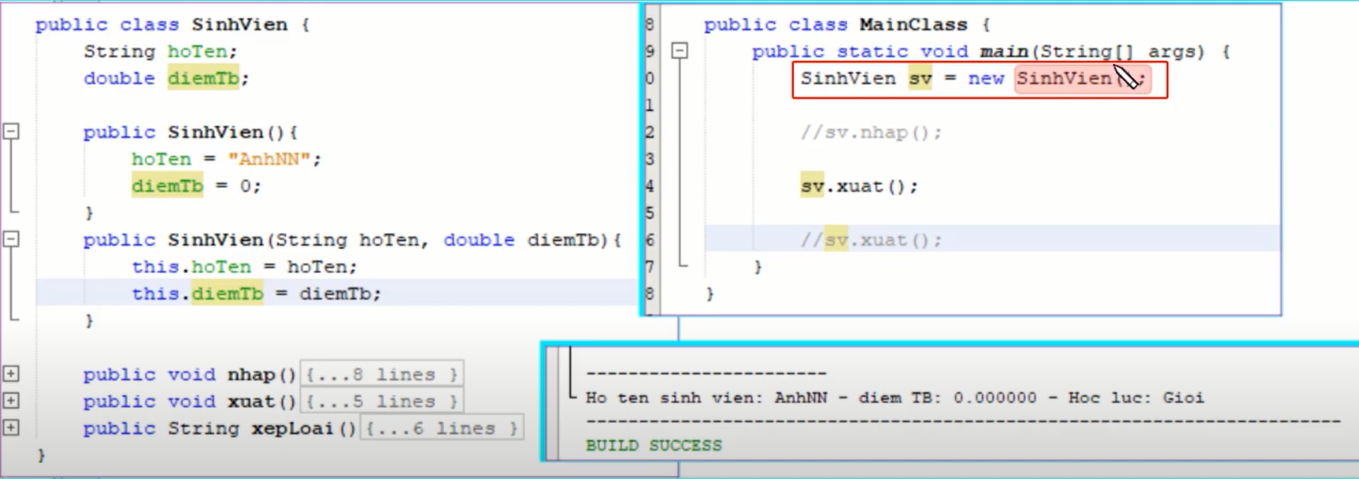 public class SinhVien {
String hoTen;
double diemTb;
public SinhVien(){
hoTen = "AnhNN";
diemTb = 0;
}
public SinhVien(String hoTen, double diemTb){
this.hoTen = hoTen;
this.diemTb = diemTb;
}
public void nhap() {...8 lines }
public void xuat() {...5 lines }
public String xepLoai() {...6 lines }
}
8 public class MainClass {
9 public static void main(String[] args) {
0 SinhVien sv = new SinhVien();
1
2 //sv.nhap();
3
4 sv.xuat();
5
6 //sv.xuat();
7 }
8 }
-----------------------
Ho ten sinh vien: AnhNN - diem TB: 0.000000 - Hoc luc: Gioi
------------------------------------------------------------------------
BUILD SUCCESS